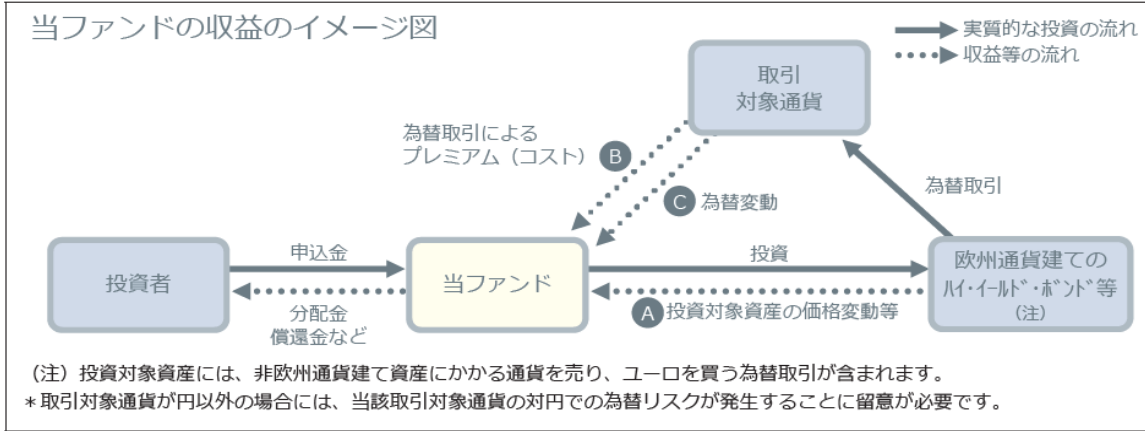 当ファンドの収益のイメージ図
実質的な投資の流れ
収益等の流れ
取引
対象通貨
為替取引による
プレミアム（コスト）
B
C
為替変動
為替取引
投資者
申込金
分配金
償還金など
当ファンド
投資
A
投資対象資産の価格変動等
欧州通貨建ての
ﾊｲ･ｲｰﾙﾄﾞ･ﾎﾞﾝﾄﾞ等
（注）
（注）投資対象資産には、非欧州通貨建て資産にかかる通貨を売り、ユーロを買う為替取引が含まれます。
＊取引対象通貨が円以外の場合には、当該取引対象通貨の対円での為替リスクが発生することに留意が必要です。